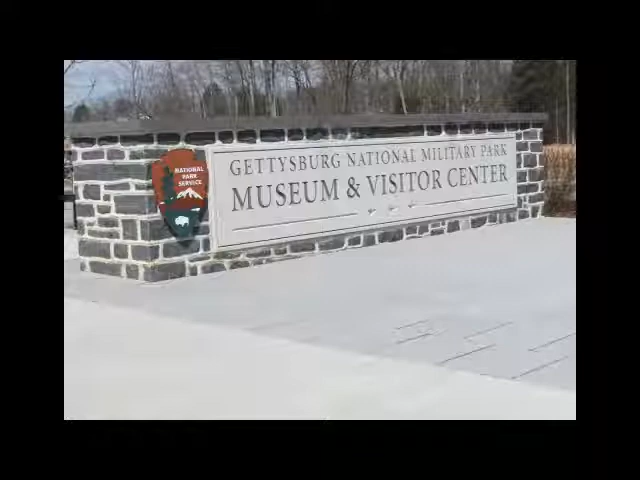 NATIONAL
PARK
SERVICE
GETTYSBURG NATIONAL MILITARY PARK
MUSEUM & VISITOR CENTER